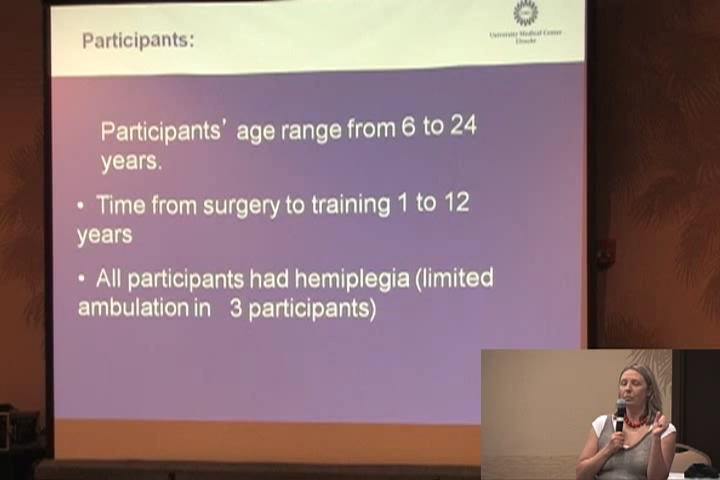 Participants:
University Medical Center
Utrecht
Participants' age range from 6 to 24
years.
• Time from surgery to training 1 to 12
years
• All participants had hemiplegia (limited
ambulation in 3 participants)